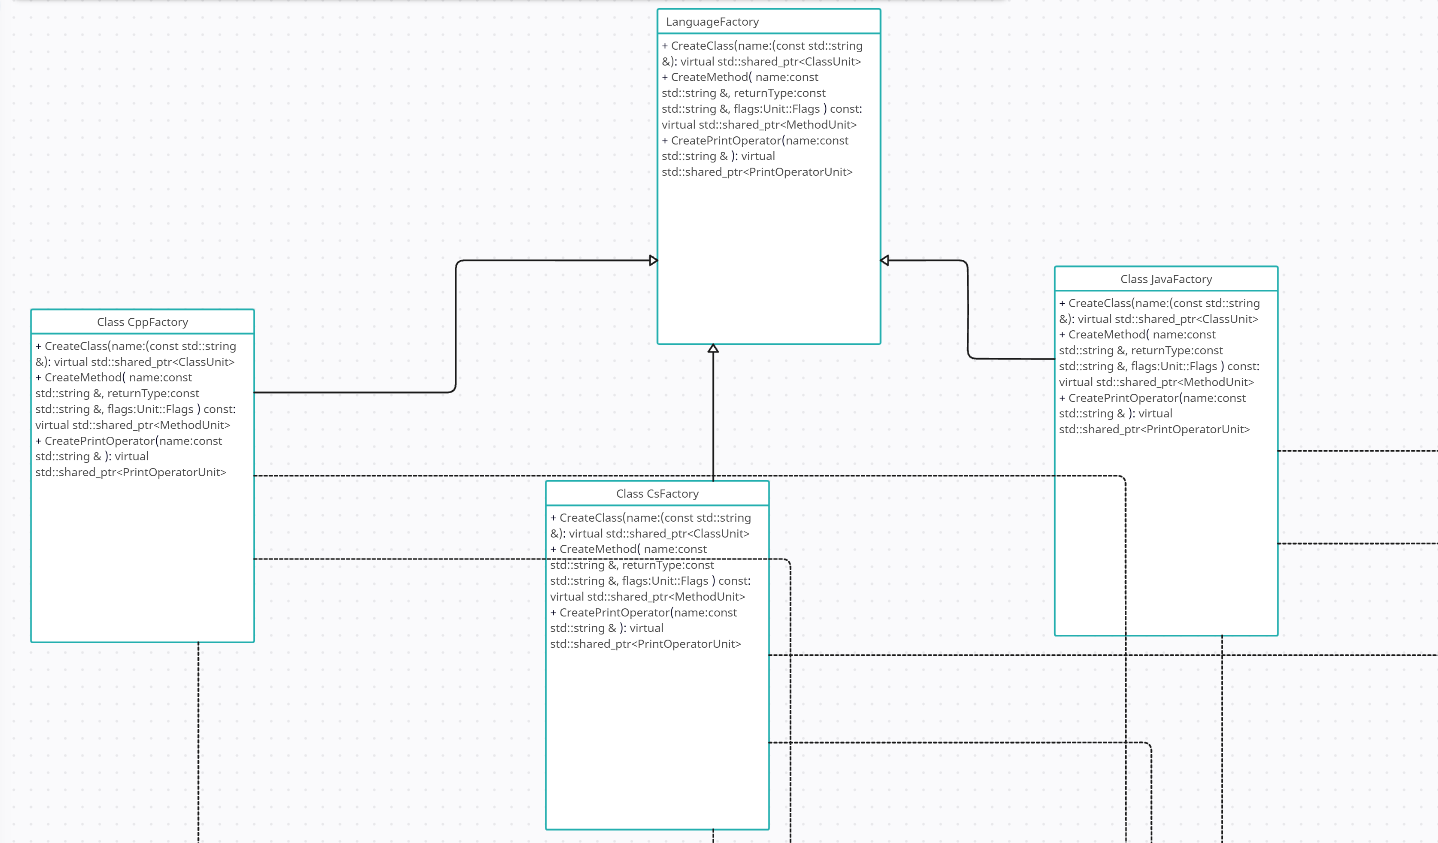 LanguageFactory
+ CreateClass(name:(const std::string
&): virtual std::shared_ptr<ClassUnit>
+ CreateMethod( name:const
std::string &, returnType:const
std::string &, flags:Unit::Flags ) const:
virtual std::shared_ptr<MethodUnit>
+ CreatePrintOperator(name:const
std::string & ): virtual
std::shared_ptr<PrintOperatorUnit>
Class CppFactory
+ CreateClass(name:(const std::string
&): virtual std::shared_ptr<ClassUnit>
+ CreateMethod( name:const
std::string &, returnType:const
std::string &, flags:Unit::Flags ) const:
virtual std::shared_ptr<MethodUnit>
+ CreatePrintOperator(name:const
std::string & ): virtual
std::shared_ptr<PrintOperatorUnit>
Class CsFactory
+ CreateClass(name:(const std::string
&): virtual std::shared_ptr<ClassUnit>
+ CreateMethod( name:const
std::string &, returnType:const
std::string &, flags:Unit::Flags ) const:
virtual std::shared_ptr<MethodUnit>
+ CreatePrintOperator(name:const
std::string & ): virtual
std::shared_ptr<PrintOperatorUnit>
Class JavaFactory
+ CreateClass(name:(const std::string
&): virtual std::shared_ptr<ClassUnit>
+ CreateMethod( name:const
std::string &, returnType:const
std::string &, flags:Unit::Flags ) const:
virtual std::shared_ptr<MethodUnit>
+ CreatePrintOperator(name:const
std::string & ): virtual
std::shared_ptr<PrintOperatorUnit>